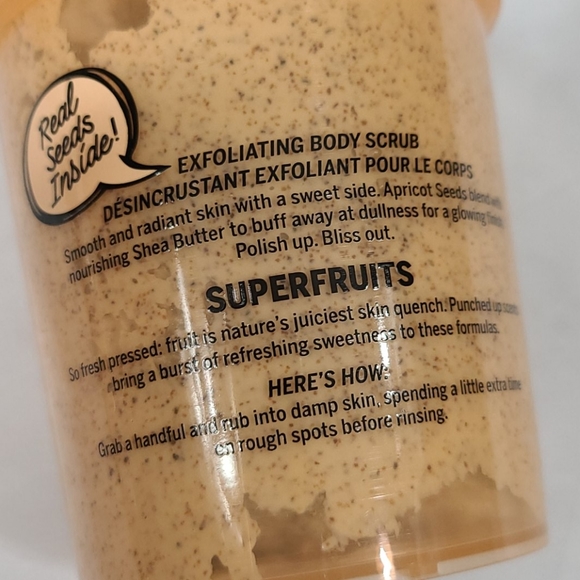 Real
Seeds
Inside!
EXFOLIATING BODY SCRUB
DÉSINCRUSTANT EXFOLIANT POUR LE CORPS
Smooth and radiant skin with a sweet side. Apricot Seeds blend with
nourishing Shea Butter to buff away at dullness for a glowing finish.
Polish up. Bliss out.
SUPERFRUITS
So fresh pressed: fruit is nature's juiciest skin quench. Punched up
bring a burst of refreshing sweetness to these formulas.
HERE'S HOW:
Grab a handful and rub into damp skin, spending a little extra time
on rough spots before rinsing.